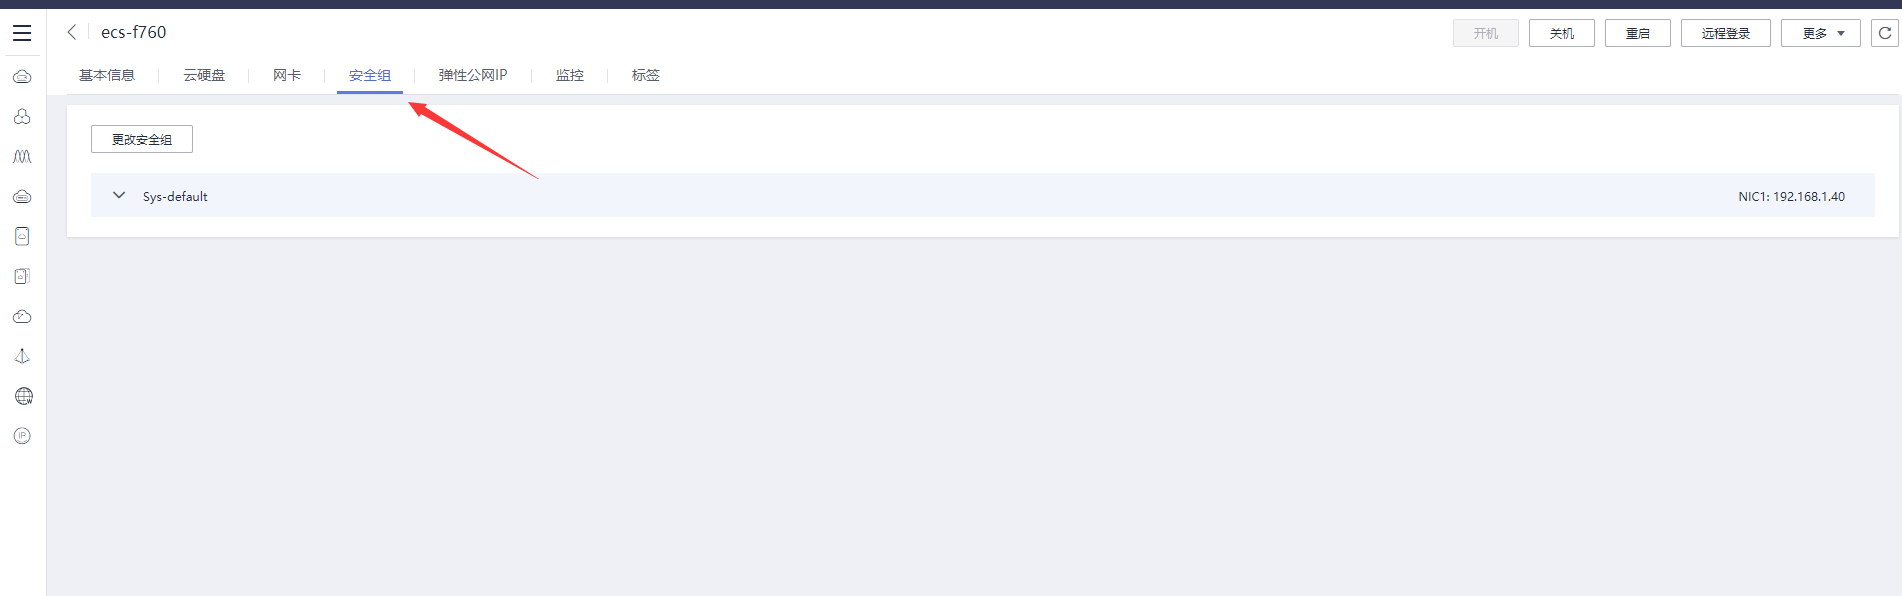 ecs-f760
开机 关机 重启 远程登录 更多
基本信息 云硬盘 网卡 安全组 弹性公网IP 监控 标签
更改安全组
Sys-default NIC1: 192.168.1.40
IP